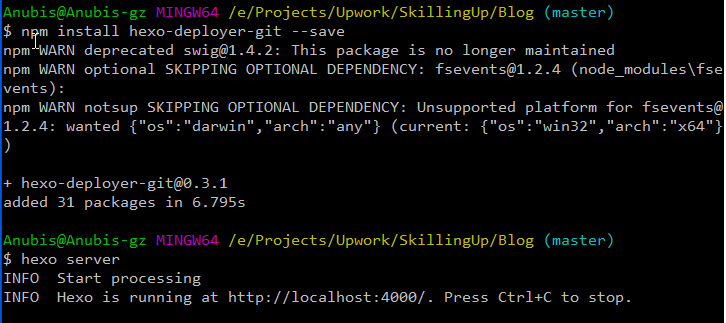 Anubis@Anubis-gz MINGW64 /e/Projects/Upwork/SkillingUp/Blog (master)
$ npm install hexo-deployer-git --save
npm WARN deprecated swig@1.4.2: This package is no longer maintained
npm WARN optional SKIPPING OPTIONAL DEPENDENCY: fsevents@1.2.4 (node_modules\fse
vents):
npm WARN notsup SKIPPING OPTIONAL DEPENDENCY: Unsupported platform for fsevents@
1.2.4: wanted {"os":"darwin","arch":"any"} (current: {"os":"win32","arch":"x64"}
)
+ hexo-deployer-git@0.3.1
added 31 packages in 6.795s
Anubis@Anubis-gz MINGW64 /e/Projects/Upwork/SkillingUp/Blog (master)
$ hexo server
INFO  Start processing
INFO  Hexo is running at http://localhost:4000/. Press Ctrl+C to stop.